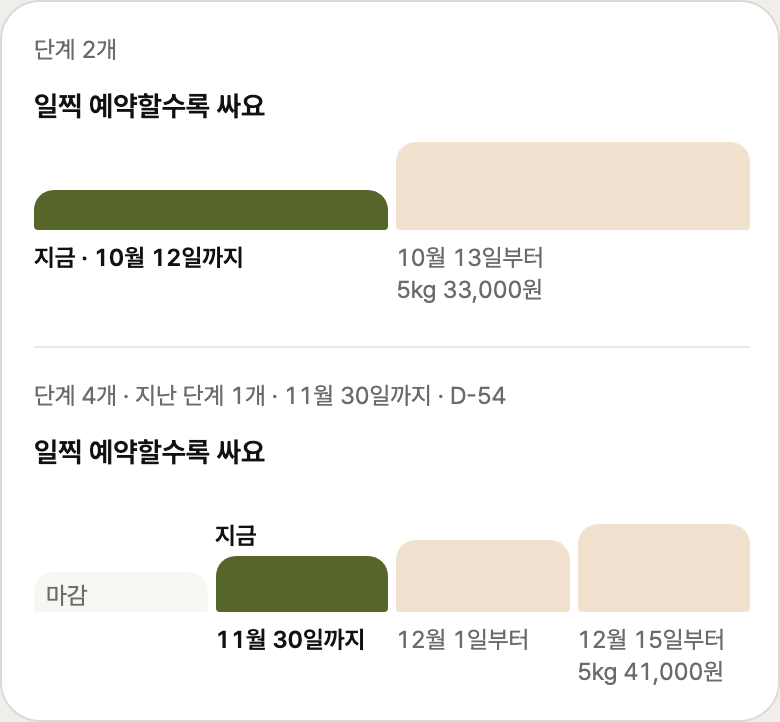 단계 2개
일찍 예약할수록 싸요
지금 · 10월 12일까지
10월 13일부터
5kg 33,000원
단계 4개 · 지난 단계 1개 · 11월 30일까지 · D-54
일찍 예약할수록 싸요
마감
지금
11월 30일까지
12월 1일부터
12월 15일부터
5kg 41,000원